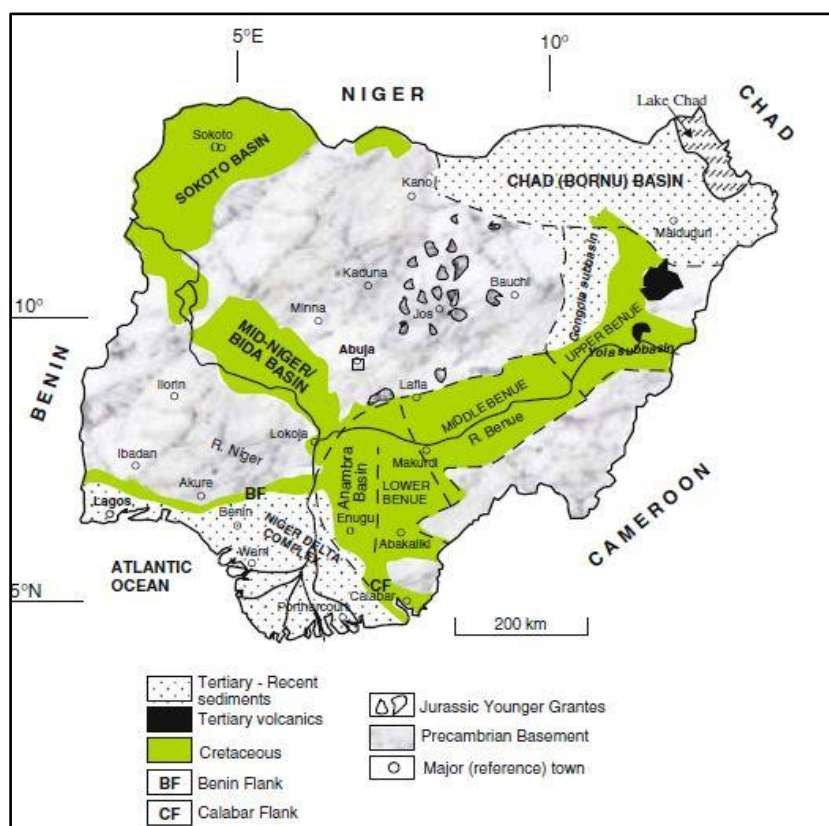 5ºE
10º
NIGER
CHAD
Lake Chad
Sokoto
SOKOTO BASIN
Kano
CHAD (BORNU) BASIN
Maiduguri
Kaduna
Bauchi
Gongola subbasin
Minna
Jos
10º
UPPER BENUE
Yola subbasin
MID-NIGER/
BIDA BASIN
Abuja
BENIN
Ilorin
Lafia
MIDDLE BENUE
R. Benue
Lokoja
R. Niger
Ibadan
Makurdi
Anambra
Basin
LOWER
BENUE
Akure
BF
Lagos
Benin
Enugu
Abakaliki
NIGER DELTA
COMPLEX
CAMEROON
ATLANTIC
OCEAN
Warri
5ºN
CF
Calabar
Portharcourt
200 km
Tertiary - Recent
sediments
Tertiary volcanics
Cretaceous
BF Benin Flank
CF Calabar Flank
Jurassic Younger Grantes
Precambrian Basement
Major (reference) town